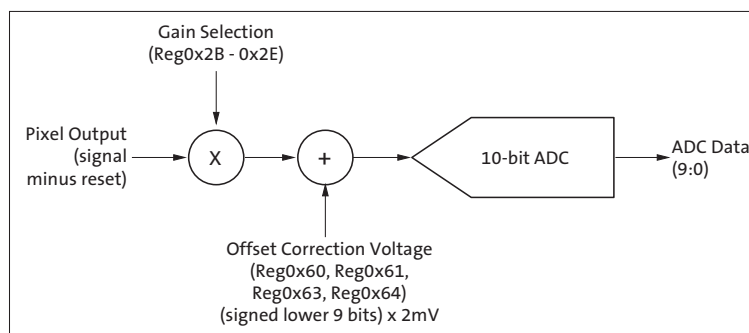 Gain Selection
(Reg0x2B - 0x2E)
Pixel Output
(signal
minus reset)
X
+
10-bit ADC
ADC Data
(9:0)
Offset Correction Voltage
(Reg0x60, Reg0x61,
Reg0x63, Reg0x64)
(signed lower 9 bits) x 2mV